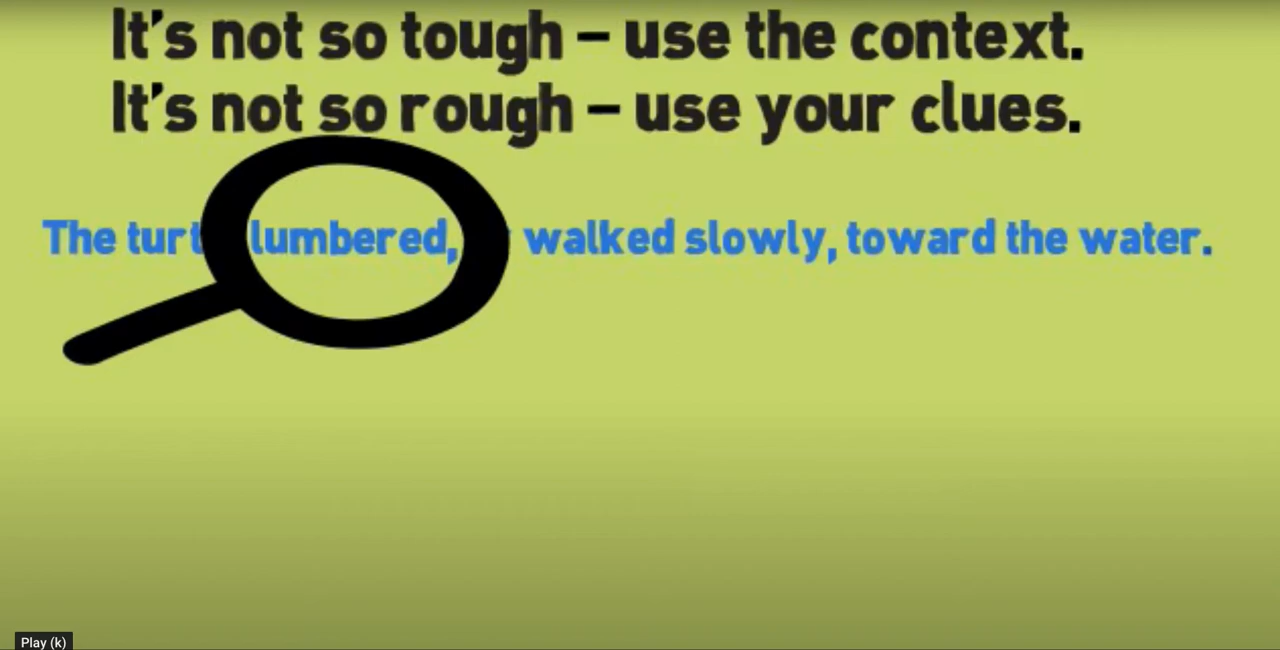 It's not so tough – use the context.
It's not so rough – use your clues.
The lumbered, walked slowly, toward the water.
Play (k)